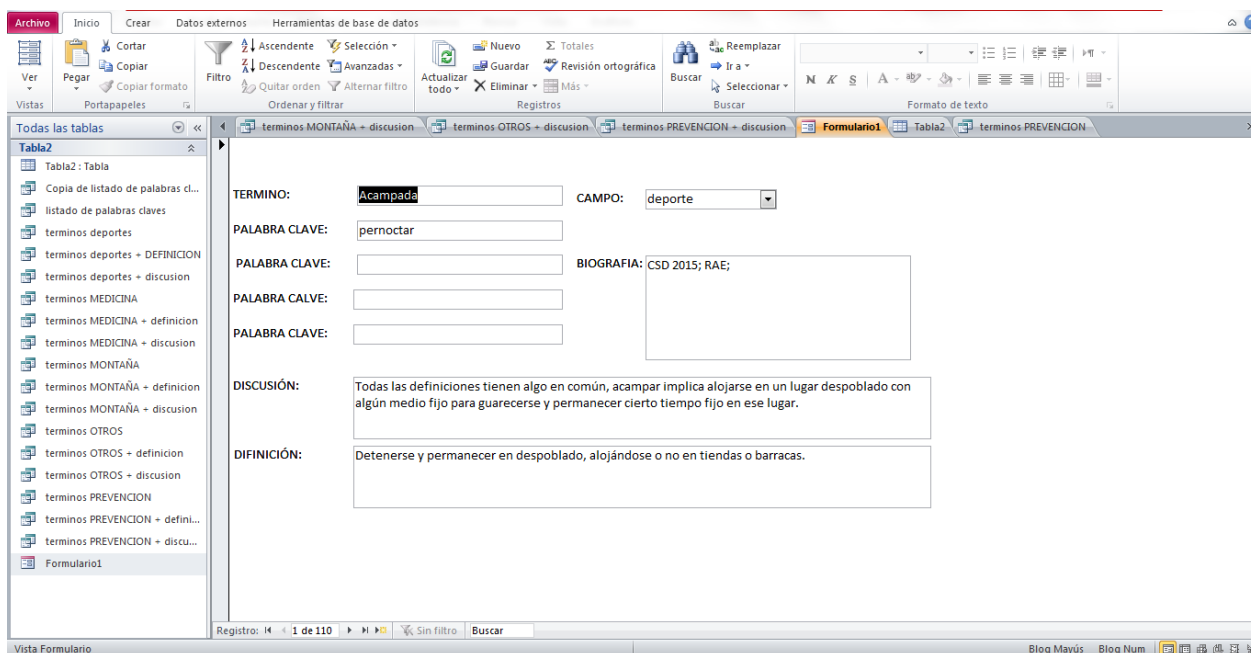 Archivo Inicio Crear Datos externos Herramientas de base de datos
Ver
Vistas
Pegar
Cortar
Copiar
Copiar formato
Portapapeles
Filtro
Ascendente
Descendente
Quitar orden
Selección
Avanzadas
Alternar filtro
Ordenar y filtrar
Actualizar todo
Nuevo
Guardar
Eliminar
Totales
Revisión ortográfica
Más
Registros
Buscar
Reemplazar
Ir a
Seleccionar
Buscar
N K S A
Formato de texto
Todas las tablas
Tabla2
Tabla2 : Tabla
Copia de listado de palabras cl...
listado de palabras claves
terminos deportes
terminos deportes + DEFINICION
terminos deportes + discusion
terminos MEDICINA
terminos MEDICINA + definicion
terminos MEDICINA + discusion
terminos MONTAÑA
terminos MONTAÑA + definicion
terminos MONTAÑA + discusion
terminos OTROS
terminos OTROS + definicion
terminos OTROS + discusion
terminos PREVENCION
terminos PREVENCION + defini...
terminos PREVENCION + discu...
Formulario1
terminos MONTAÑA + discusion terminos OTROS + discusion terminos PREVENCION + discusion Formulario1 Tabla2 terminos PREVENCION
TERMINO: Acampada CAMPO: deporte
PALABRA CLAVE: pernoctar
PALABRA CLAVE: BIOGRAFIA: CSD 2015; RAE;
PALABRA CALVE:
PALABRA CLAVE:
DISCUSIÓN: Todas las definiciones tienen algo en común, acampar implica alojarse en un lugar despoblado con
algún medio fijo para guarecerse y permanecer cierto tiempo fijo en ese lugar.
DIFINICIÓN: Detenerse y permanecer en despoblado, alojándose o no en tiendas o barracas.
Registro: 1 de 110 Sin filtro Buscar
Vista Formulario Bloq Mayús Bloq Num